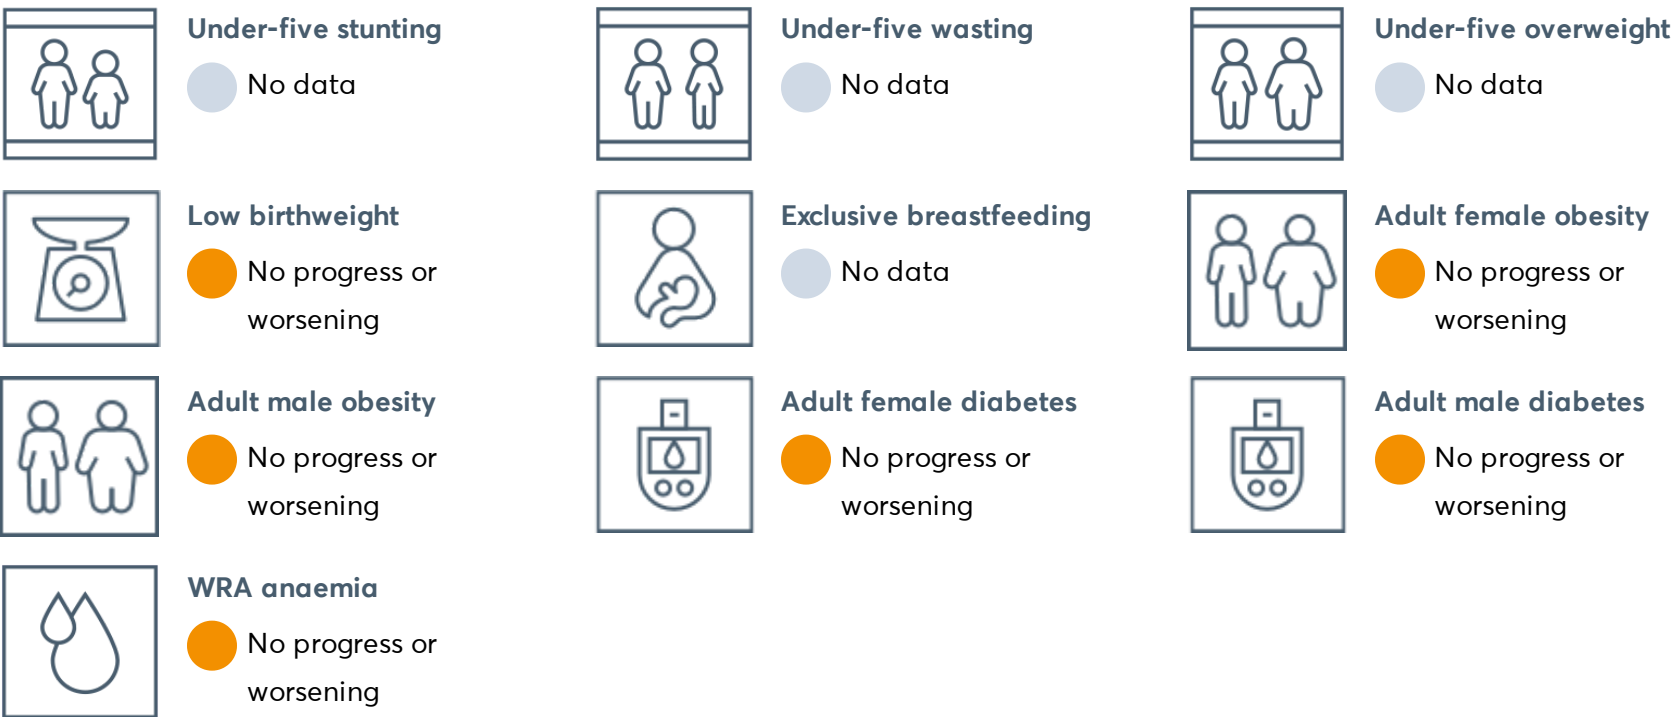 Under-five stunting
No data
Under-five wasting
No data
Under-five overweight
No data
Low birthweight
No progress or
worsening
Exclusive breastfeeding
No data
Adult female obesity
No progress or
worsening
Adult male obesity
No progress or
worsening
Adult female diabetes
No progress or
worsening
Adult male diabetes
No progress or
worsening
WRA anaemia
No progress or
worsening